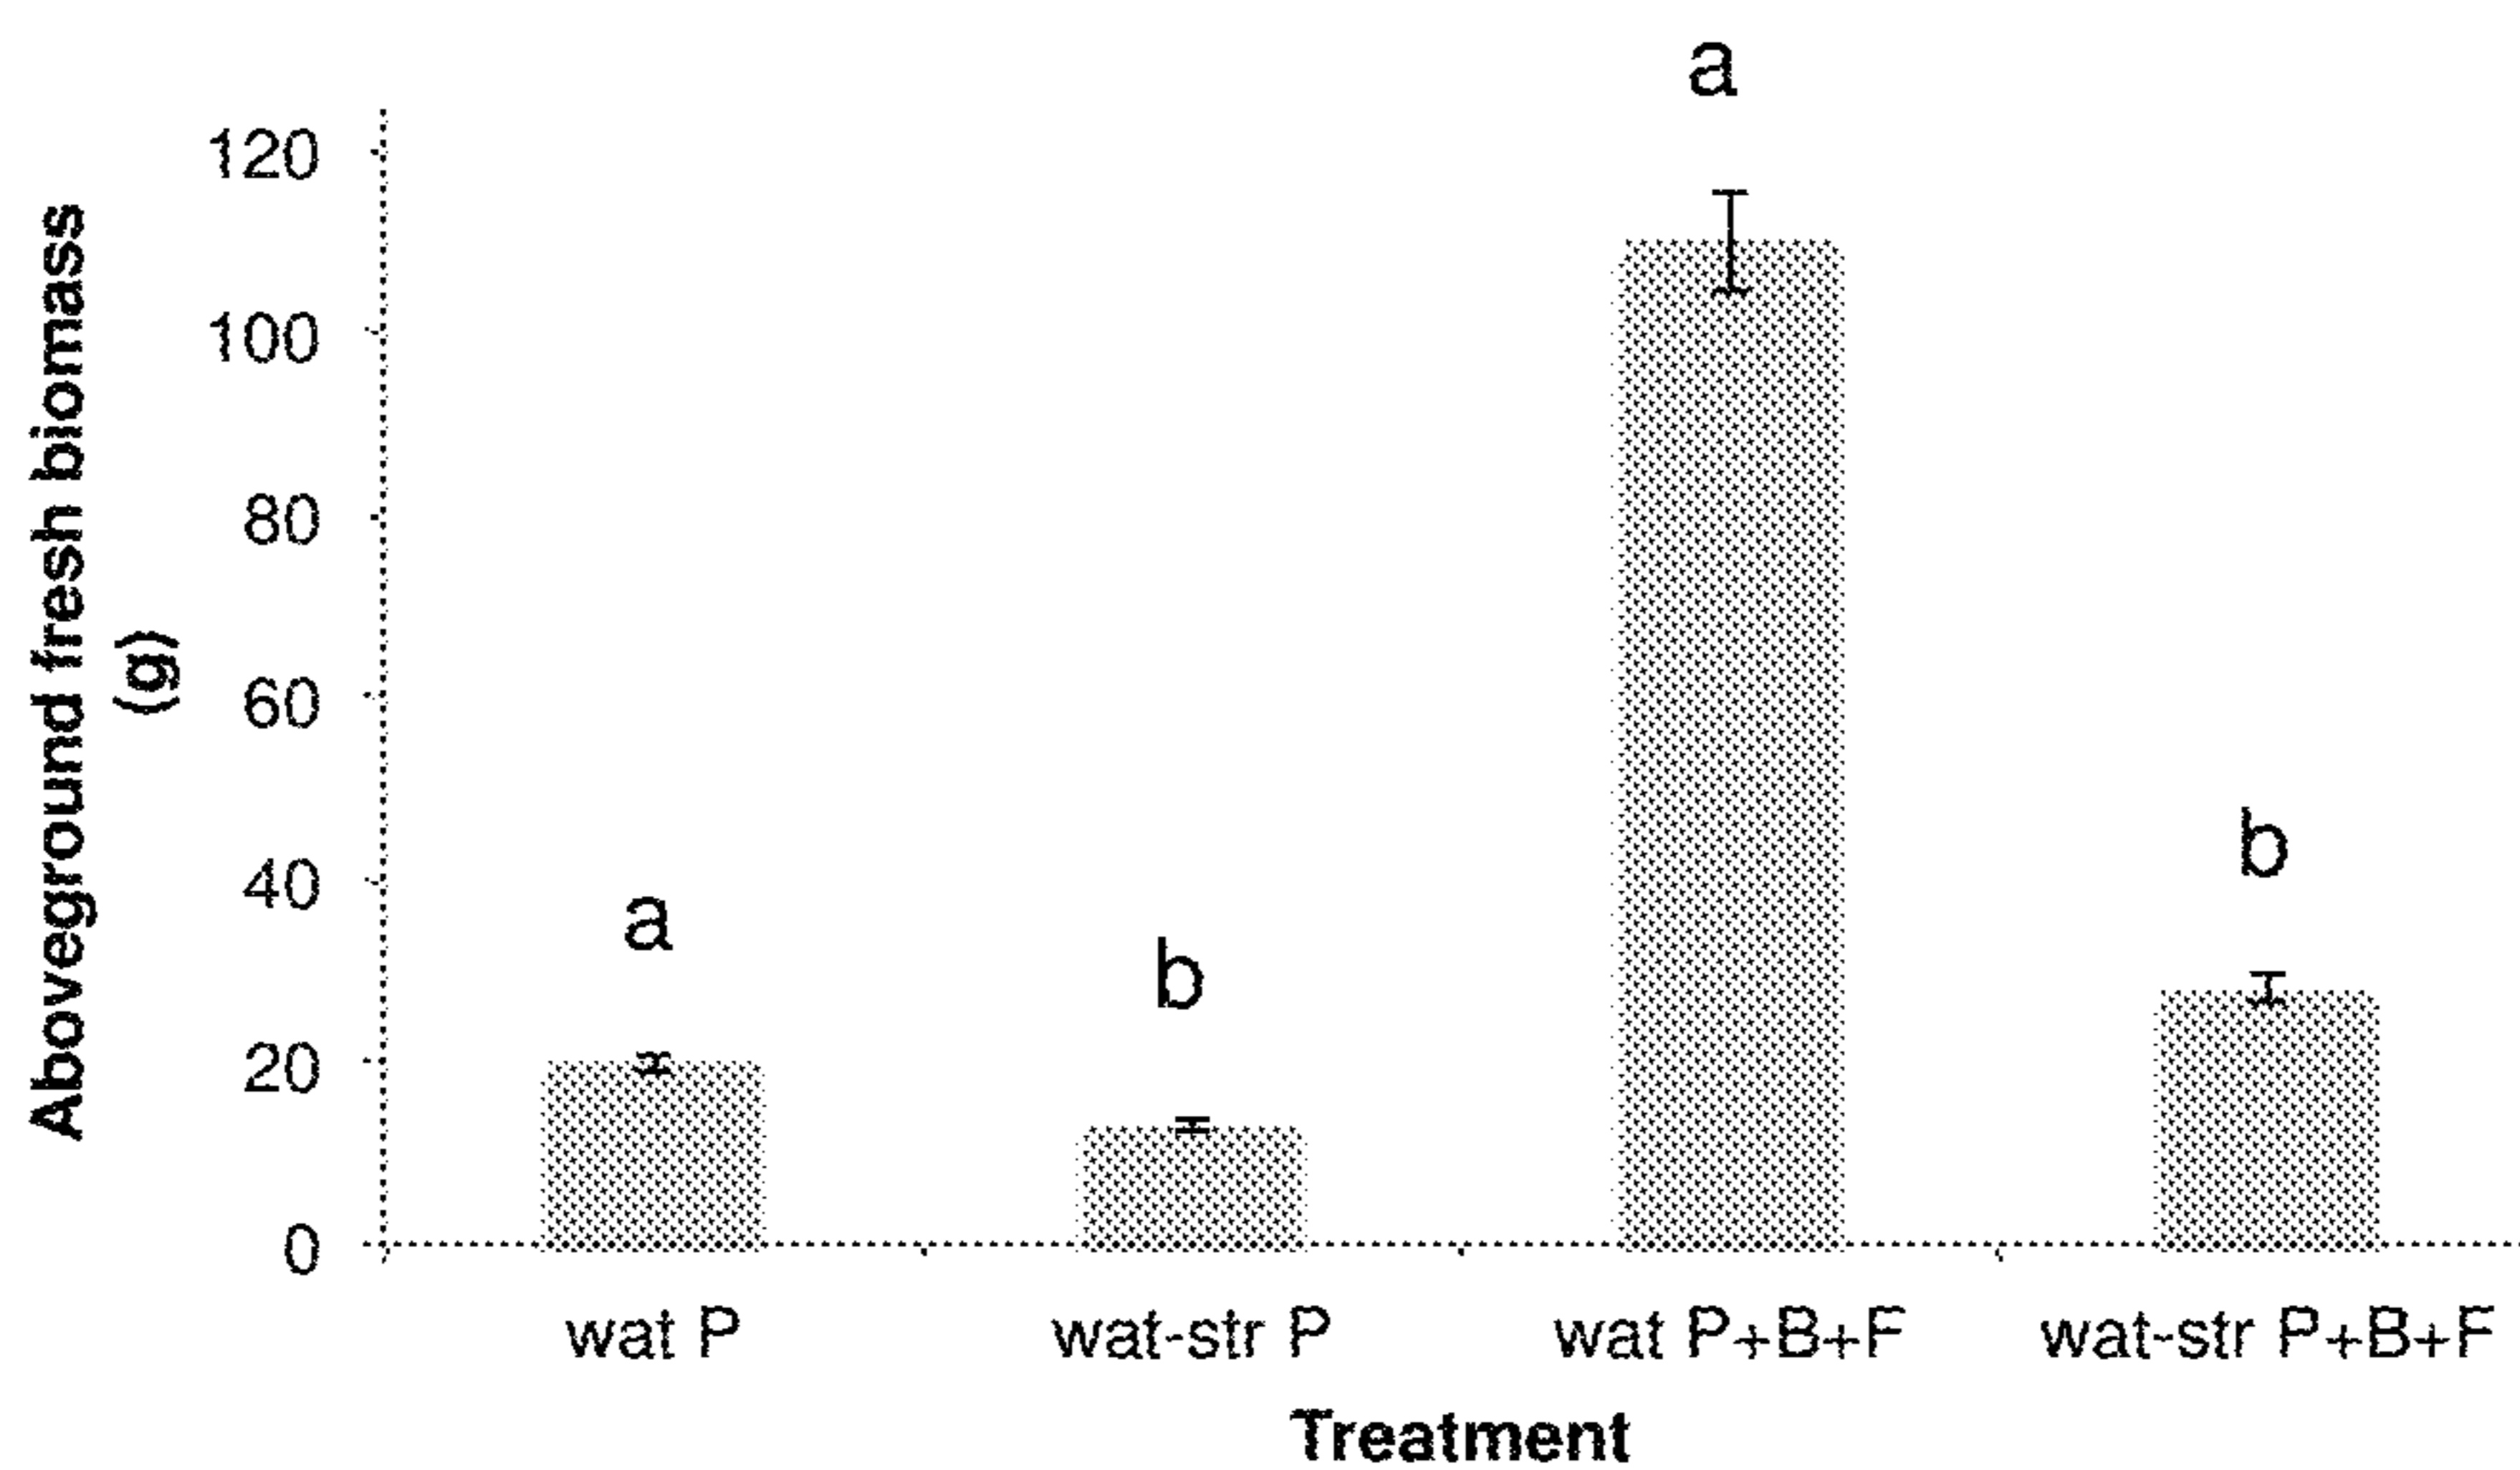 Aboveground fresh biomass
(g)
120
100
80
60
40
20
0
a
b
a
b
wat P
wat-str P
wat P+B+F
wat-str P+B+F
Treatment